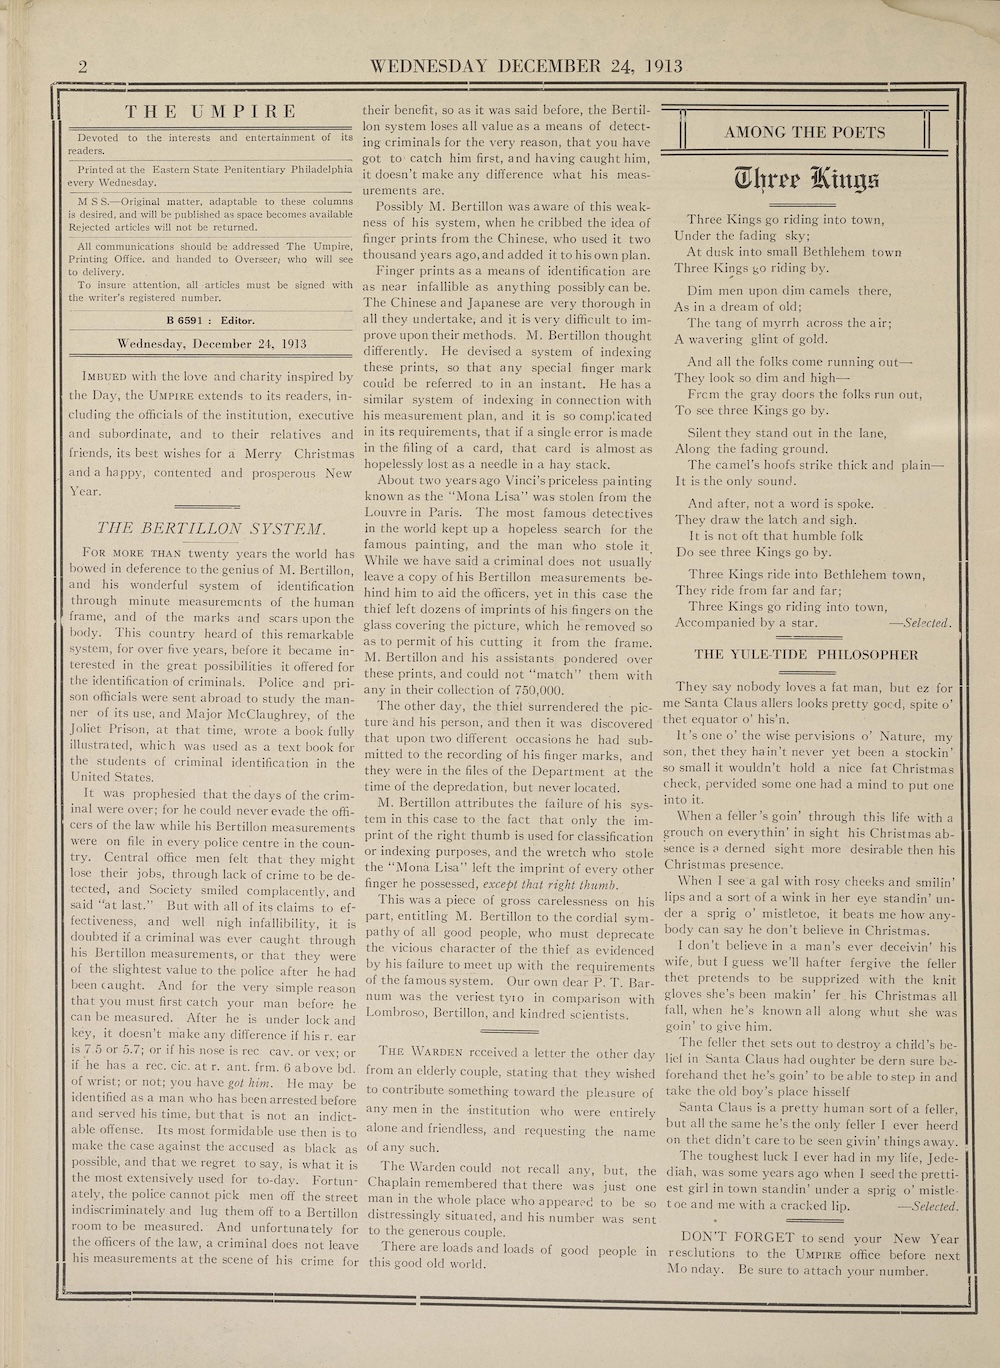 2
WEDNESDAY DECEMBER 24, 1913
THE UMPIRE
Devoted to the interests and entertainment of its
readers.
Printed at the Eastern State Penitentiary Philadelphia
every Wednesday.
M S S.—Original matter, adaptable to these columns
is desired, and will be published as space becomes available
Rejected articles will not be returned.
All communications should be addressed The Umpire,
Printing Office. and handed to Overseer; who will see
to delivery.
To insure attention, all articles must be signed with
the writer's registered number.
B 6591 : Editor.
Wednesday, December 24, 1913
IMBUED with the love and charity inspired by
the Day, the UMPIRE extends to its readers, in-
cluding the officials of the institution, executive
and subordinate, and to their relatives and
friends, its best wishes for a Merry Christmas
and a happy, contented and prosperous New
Year.
THE BERTILLON SYSTEM.
FOR MORE THAN twenty years the world has
bowed in deference to the genius of M. Bertillon,
and his wonderful system of identification
through minute measurements of the human
frame, and of the marks and scars upon the
body. This country heard of this remarkable
system, for over five years, before it became in-
terested in the great possibilities it offered for
the identification of criminals. Police and pri-
son officials were sent abroad to study the man-
ner of its use, and Major McClaughrey, of the
Joliet Prison, at that time, wrote a book fully
illustrated, which was used as a text book for
the students of criminal identification in the
United States.
It was prophesied that the days of the crim-
inal were over; for he could never evade the offi-
cers of the law while his Bertillon measurements
were on file in every police centre in the coun-
try. Central office men felt that they might
lose their jobs, through lack of crime to be de-
tected, and Society smiled complacently, and
said "at last." But with all of its claims to ef-
fectiveness, and well nigh infallibility, it is
doubted if a criminal was ever caught through
his Bertillon measurements, or that they were
of the slightest value to the police after he had
been caught. And for the very simple reason
that you must first catch your man before he
can be measured. After he is under lock and
key, it doesn't make any difference if his r. ear
is 7.5 or 5.7; or if his nose is rec cav. or vex; or
if he has a rec. cic. at r. ant. frm. 6 above bd.
of wrist; or not; you have got him. He may be
identified as a man who has been arrested before
and served his time, but that is not an indict-
able offense. Its most formidable use then is to
make the case against the accused as black as
possible, and that we regret to say, is what it is
the most extensively used for to-day. Fortun-
ately, the police cannot pick men off the street
indiscriminately and lug them off to a Bertillon
room to be measured. And unfortunately for
the officers of the law, a criminal does not leave
his measurements at the scene of his crime for
their benefit, so as it was said before, the Bertil-
lon system loses all value as a means of detect-
ing criminals for the very reason, that you have
got to catch him first, and having caught him,
it doesn't make any difference what his meas-
urements are.
Possibly M. Bertillon was aware of this weak-
ness of his system, when he cribbed the idea of
finger prints from the Chinese, who used it two
thousand years ago, and added it to his own plan.
Finger prints as a means of identification are
as near infallible as anything possibly can be.
The Chinese and Japanese are very thorough in
all they undertake, and it is very difficult to im-
prove upon their methods. M. Bertillon thought
differently. He devised a system of indexing
these prints, so that any special finger mark
could be referred to in an instant. He has a
similar system of indexing in connection with
his measurement plan, and it is so complicated
in its requirements, that if a single error is made
in the filing of a card, that card is almost as
hopelessly lost as a needle in a hay stack.
About two years ago Vinci's priceless painting
known as the "Mona Lisa" was stolen from the
Louvre in Paris. The most famous detectives
in the world kept up a hopeless search for the
famous painting, and the man who stole it.
While we have said a criminal does not usually
leave a copy of his Bertillon measurements be-
hind him to aid the officers, yet in this case the
thief left dozens of imprints of his fingers on the
glass covering the picture, which he removed so
as to permit of his cutting it from the frame.
M. Bertillon and his assistants pondered over
these prints, and could not "match" them with
any in their collection of 750,000.
The other day, the thief surrendered the pic-
ture and his person, and then it was discovered
that upon two different occasions he had sub-
mitted to the recording of his finger marks, and
they were in the files of the Department at the
time of the depredation, but never located.
M. Bertillon attributes the failure of his sys-
tem in this case to the fact that only the im-
print of the right thumb is used for classification
or indexing purposes, and the wretch who stole
the "Mona Lisa" left the imprint of every other
finger he possessed, except that right thumb.
This was a piece of gross carelessness on his
part, entitling M. Bertillon to the cordial sym-
pathy of all good people, who must deprecate
the vicious character of the thief as evidenced
by his failure to meet up with the requirements
of the famous system. Our own dear P. T. Bar-
num was the veriest tyro in comparison with
Lombroso, Bertillon, and kindred scientists.
THE WARDEN received a letter the other day
from an elderly couple, stating that they wished
to contribute something toward the pleasure of
any men in the institution who were entirely
alone and friendless, and requesting the name
of any such.
The Warden could not recall any, but, the
Chaplain remembered that there was just one
man in the whole place who appeared to be so
distressingly situated, and his number was sent
to the generous couple.
There are loads and loads of good people in
this good old world.
AMONG THE POETS
Three Kings
Three Kings go riding into town,
Under the fading sky;
At dusk into small Bethlehem town
Three Kings go riding by.
Dim men upon dim camels there,
As in a dream of old;
The tang of myrrh across the air;
A wavering glint of gold.
And all the folks come running out—
They look so dim and high—
From the gray doors the folks run out,
To see three Kings go by.
Silent they stand out in the lane,
Along the fading ground.
The camel's hoofs strike thick and plain—
It is the only sound.
And after, not a word is spoke.
They draw the latch and sigh.
It is not oft that humble folk
Do see three Kings go by.
Three Kings ride into Bethlehem town,
They ride from far and far;
Three Kings go riding into town,
Accompanied by a star. —Selected.
THE YULE-TIDE PHILOSOPHER
They say nobody loves a fat man, but ez for
me Santa Claus allers looks pretty good, spite o'
thet equator o' his'n.
It's one o' the wise pervisions o' Nature, my
son, thet they hain't never yet been a stockin'
so small it wouldn't hold a nice fat Christmas
check, pervided some one had a mind to put one
into it.
When a feller's goin' through this life with a
grouch on everythin' in sight his Christmas ab-
sence is a derned sight more desirable then his
Christmas presence.
When I see a gal with rosy cheeks and smilin'
lips and a sort of a wink in her eye standin' un-
der a sprig o' mistletoe, it beats me how any-
body can say he don't believe in Christmas.
I don't believe in a man's ever deceivin' his
wife, but I guess we'll hafter fergive the feller
thet pretends to be supprized with the knit
gloves she's been makin' fer his Christmas all
fall, when he's known all along whut she was
goin' to give him.
The feller thet sets out to destroy a child's be-
lief in Santa Claus had oughter be dern sure be-
forehand thet he's goin' to be able to step in and
take the old boy's place hisself
Santa Claus is a pretty human sort of a feller,
but all the same he's the only feller I ever heerd
on thet didn't care to be seen givin' things away.
The toughest luck I ever had in my life, Jede-
diah, was some years ago when I seed the pretti-
est girl in town standin' under a sprig o' mistle-
toe and me with a cracked lip. —Selected.
DON'T FORGET to send your New Year
resolutions to the UMPIRE office before next
Monday. Be sure to attach your number.